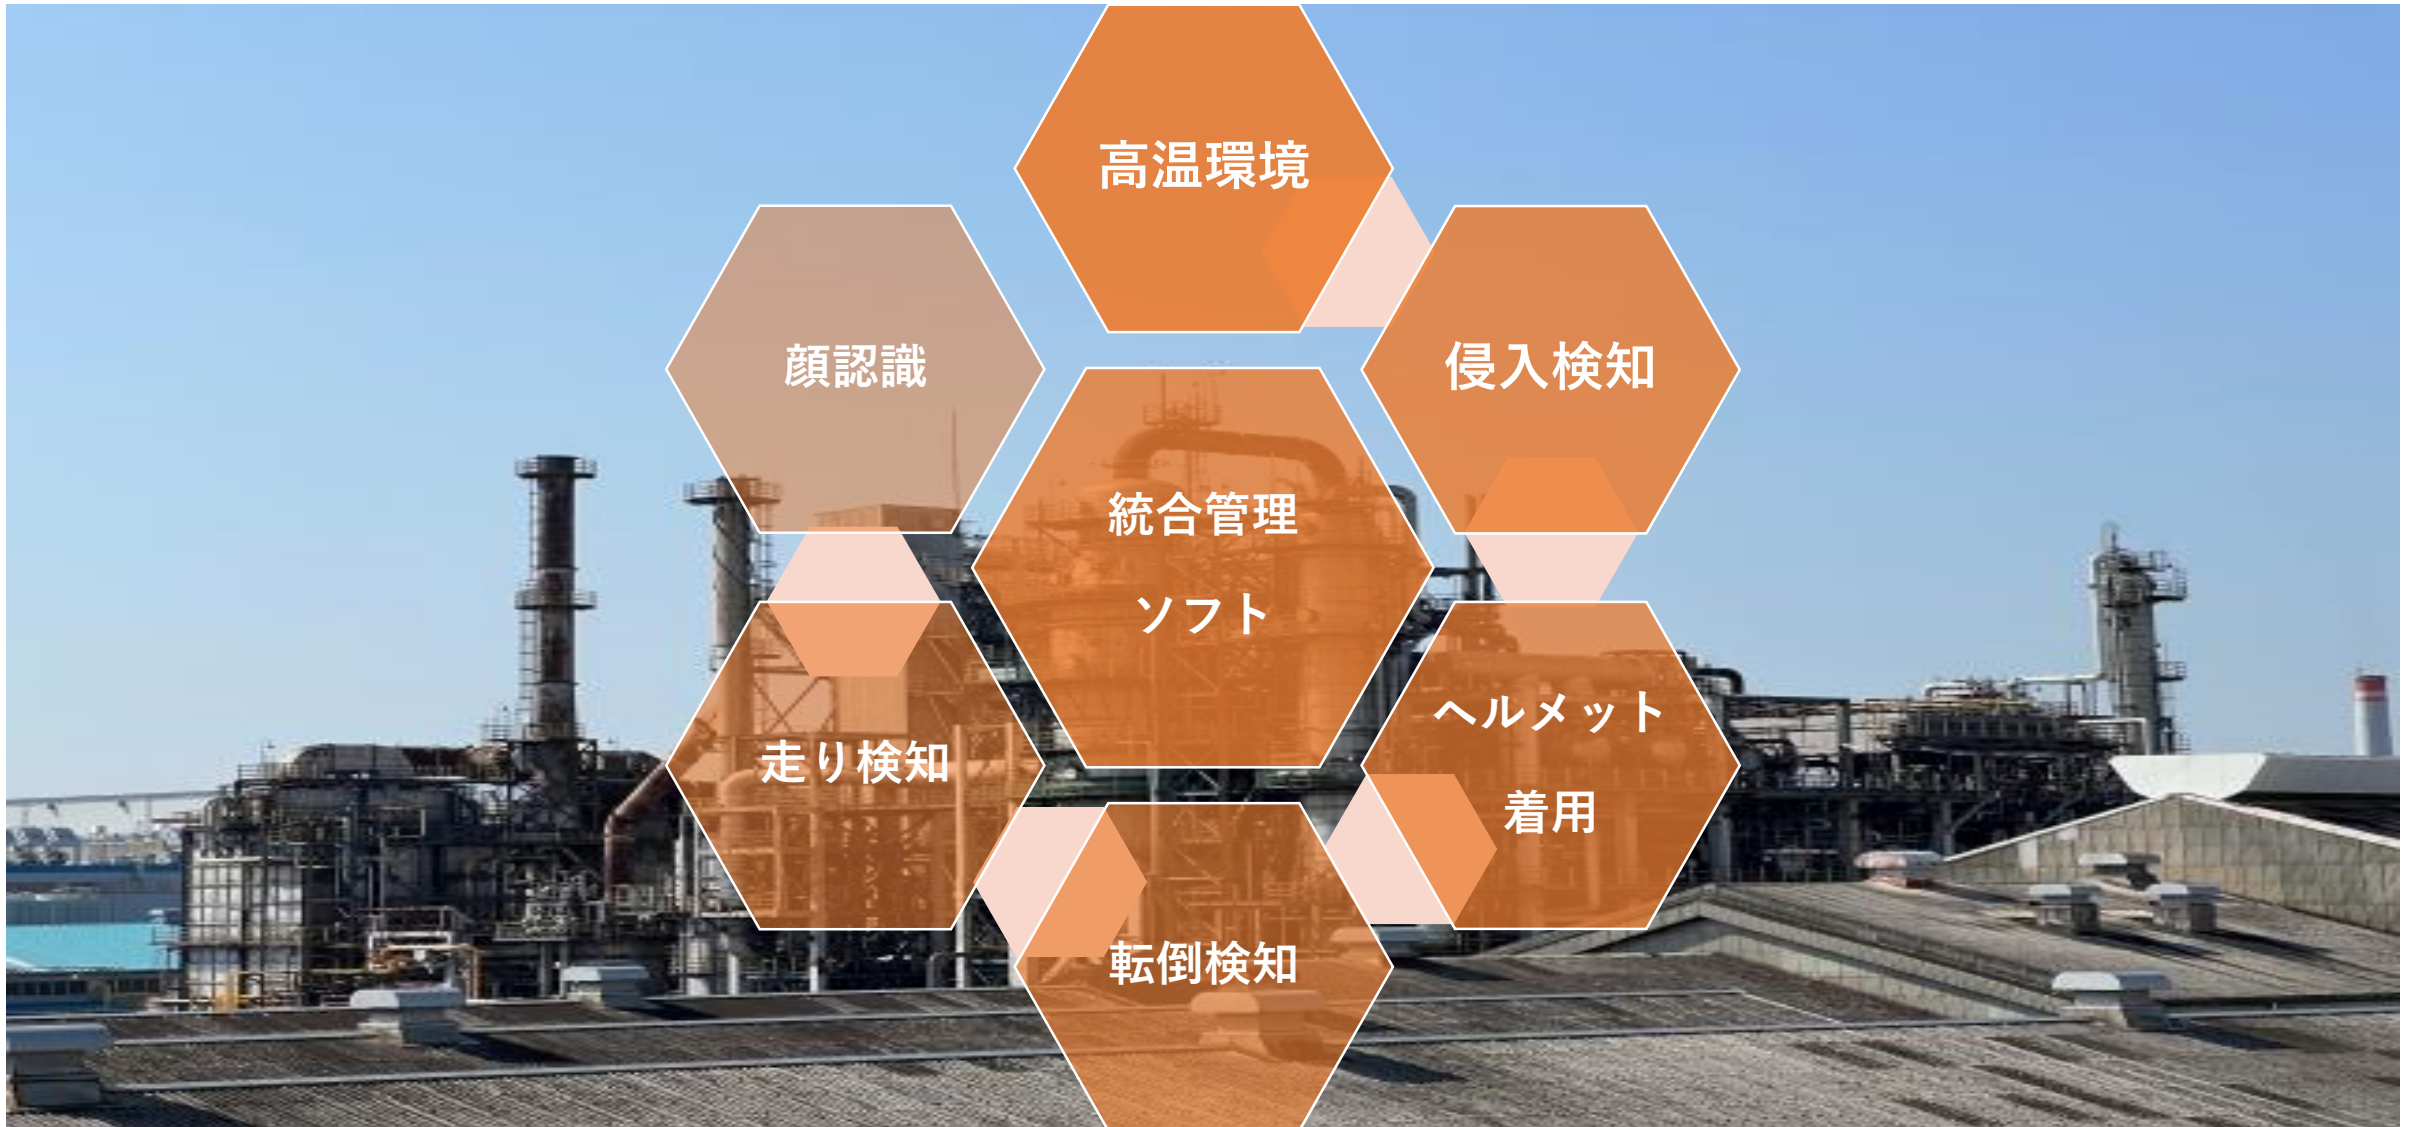 高温環境
顔認識
侵入検知
統合管理
ソフト
走り検知
ヘルメット
着用
転倒検知